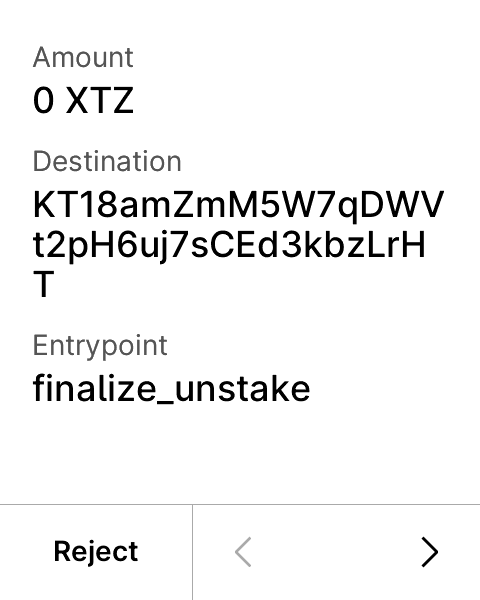 Amount
0 XTZ
Destination
KT18amZmM5W7qDWV
t2pH6uj7sCEd3kbzLrH
T
Entrypoint
finalize_unstake
Reject